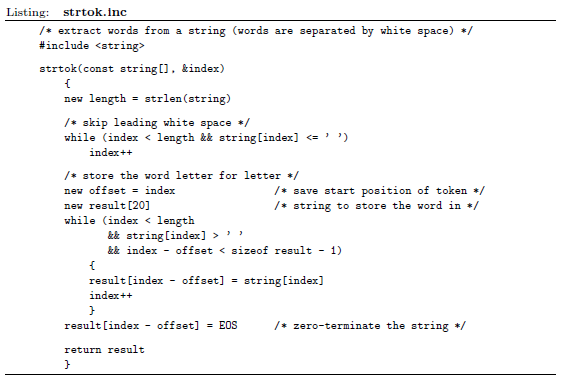 Listing: strtok.inc
/* extract words from a string (words are separated by white space) */
#include <string>
strtok(const string[], &index)
{
new length = strlen(string)
/* skip leading white space */
while (index < length && string[index] <= ' ')
index++
/* store the word letter for letter */
new offset = index /* save start position of token */
new result[20] /* string to store the word in */
while (index < length
&& string[index] > ' '
&& index - offset < sizeof result - 1)
{
result[index - offset] = string[index]
index++
}
result[index - offset] = EOS /* zero-terminate the string */
return result
}